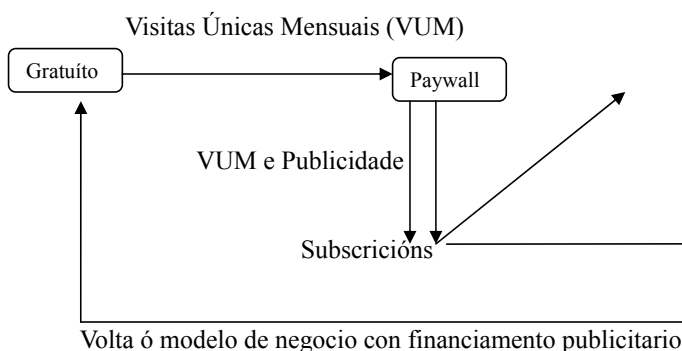 Visitas Únicas Mensuais (VUM)
Gratuíto
Paywall
VUM e Publicidade
Subscricións
Volta ó modelo de negocio con financiamento publicitario